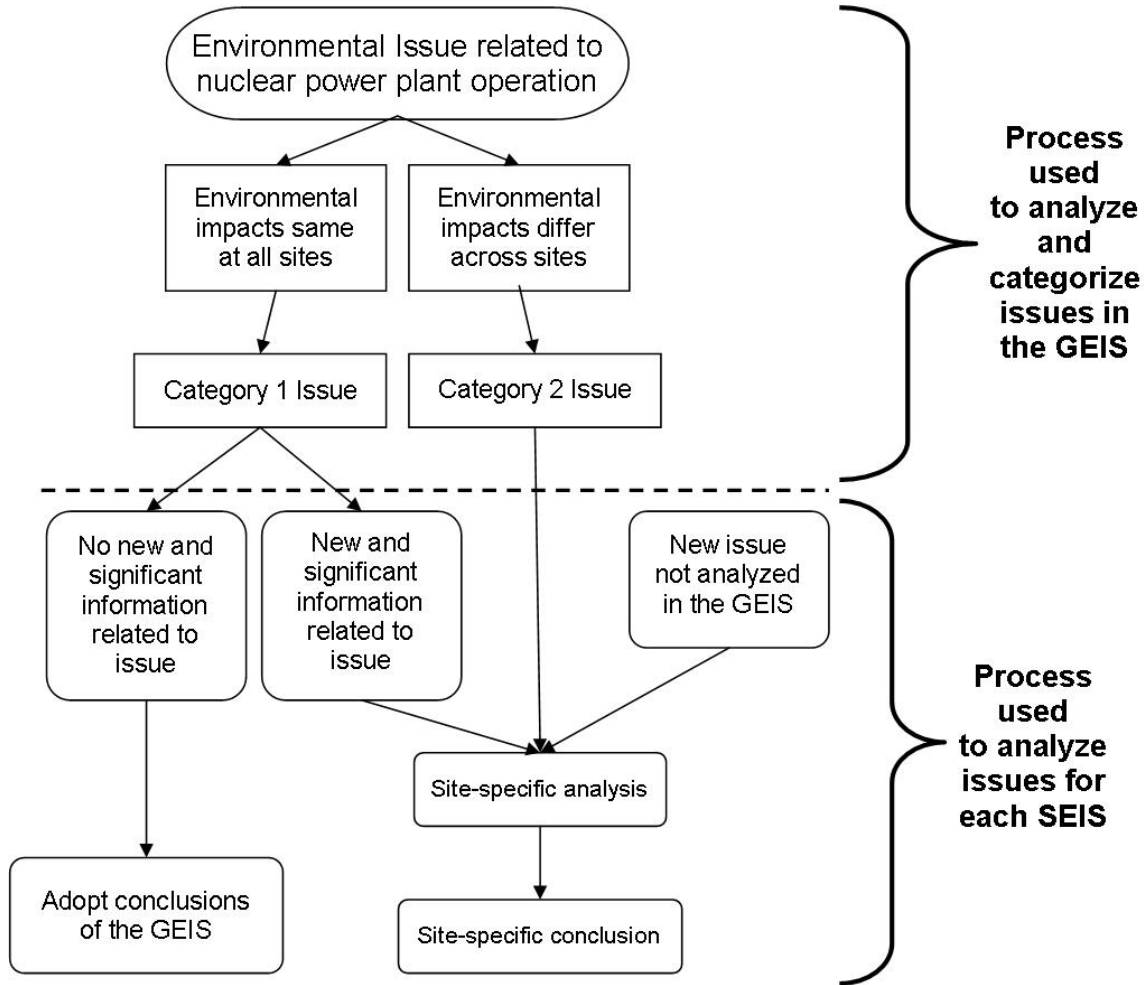 Environmental Issue related to
nuclear power plant operation
Environmental
impacts same
at all sites
Environmental
impacts differ
across sites
Process
used
to analyze
and
categorize
issues in
the GEIS
Category 1 Issue
Category 2 Issue
No new and
significant
information
related to
issue
New and
significant
information
related to
issue
New issue
not analyzed
in the GEIS
Process
used
to analyze
issues for
each SEIS
Site-specific analysis
Adopt conclusions
of the GEIS
Site-specific conclusion